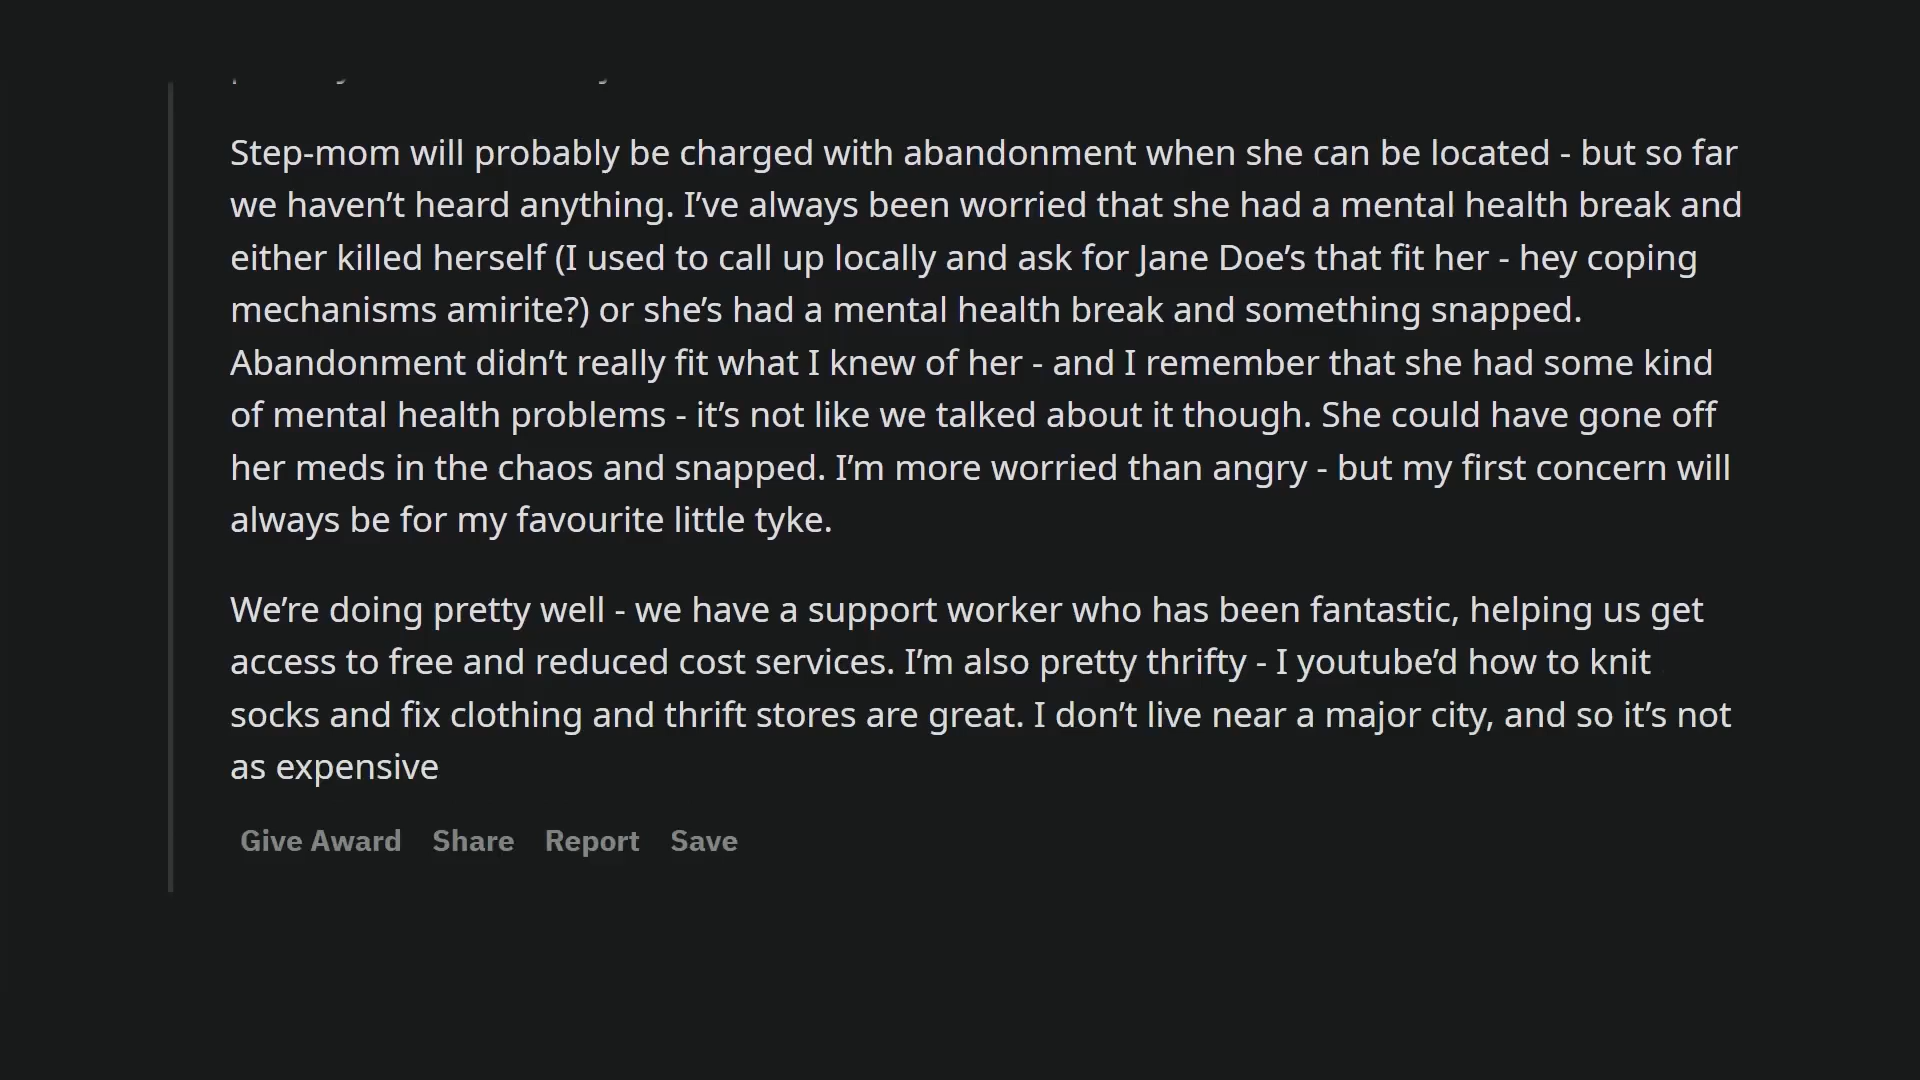 Step-mom will probably be charged with abandonment when she can be located - but so far
we haven’t heard anything. I’ve always been worried that she had a mental health break and
either killed herself (I used to call up locally and ask for Jane Doe’s that fit her - hey coping
mechanisms amirite?) or she’s had a mental health break and something snapped.
Abandonment didn’t really fit what I knew of her - and I remember that she had some kind
of mental health problems - it’s not like we talked about it though. She could have gone off
her meds in the chaos and snapped. I’m more worried than angry - but my first concern will
always be for my favourite little tyke.
We’re doing pretty well - we have a support worker who has been fantastic, helping us get
access to free and reduced cost services. I’m also pretty thrifty - I youtube’d how to knit
socks and fix clothing and thrift stores are great. I don’t live near a major city, and so it’s not
as expensive
Give Award Share Report Save